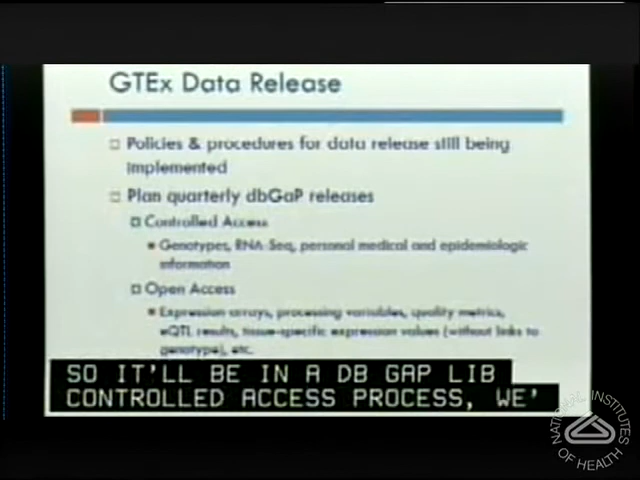 GTEx Data Release
Policies & procedures for data release still being
implemented
Plan quarterly dbGaP releases
Controlled Access
Genotypes, RNA-Seq, personal medical and epidemiologic
information
Open Access
Expression arrays, processing variables, quality metrics,
eQTL results, tissue-specific expression values (without links to
genotype), etc.
SO IT'LL BE IN A DB GAP LIB
CONTROLLED ACCESS PROCESS, WE'
NATIONAL INSTITUTES
OF HEALTH